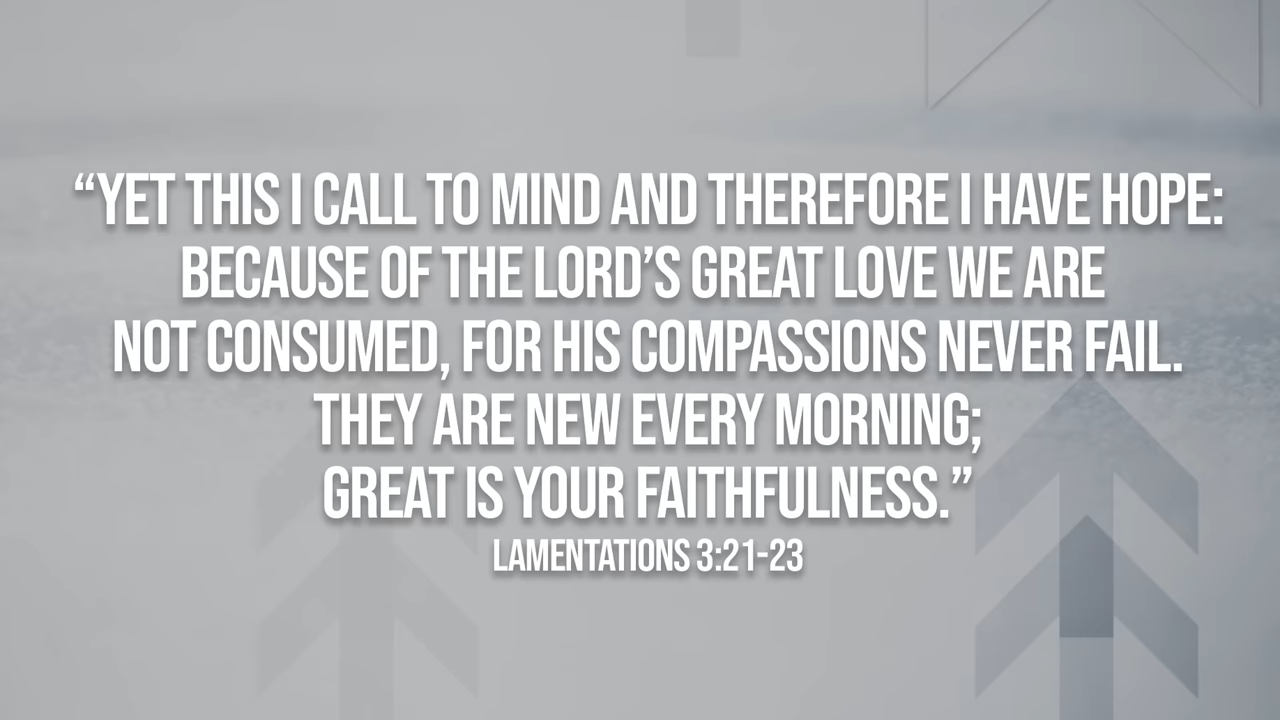 “YET THIS I CALL TO MIND AND THEREFORE I HAVE HOPE:
BECAUSE OF THE LORD’S GREAT LOVE WE ARE
NOT CONSUMED, FOR HIS COMPASSIONS NEVER FAIL.
THEY ARE NEW EVERY MORNING;
GREAT IS YOUR FAITHFULNESS.”
LAMENTATIONS 3:21-23